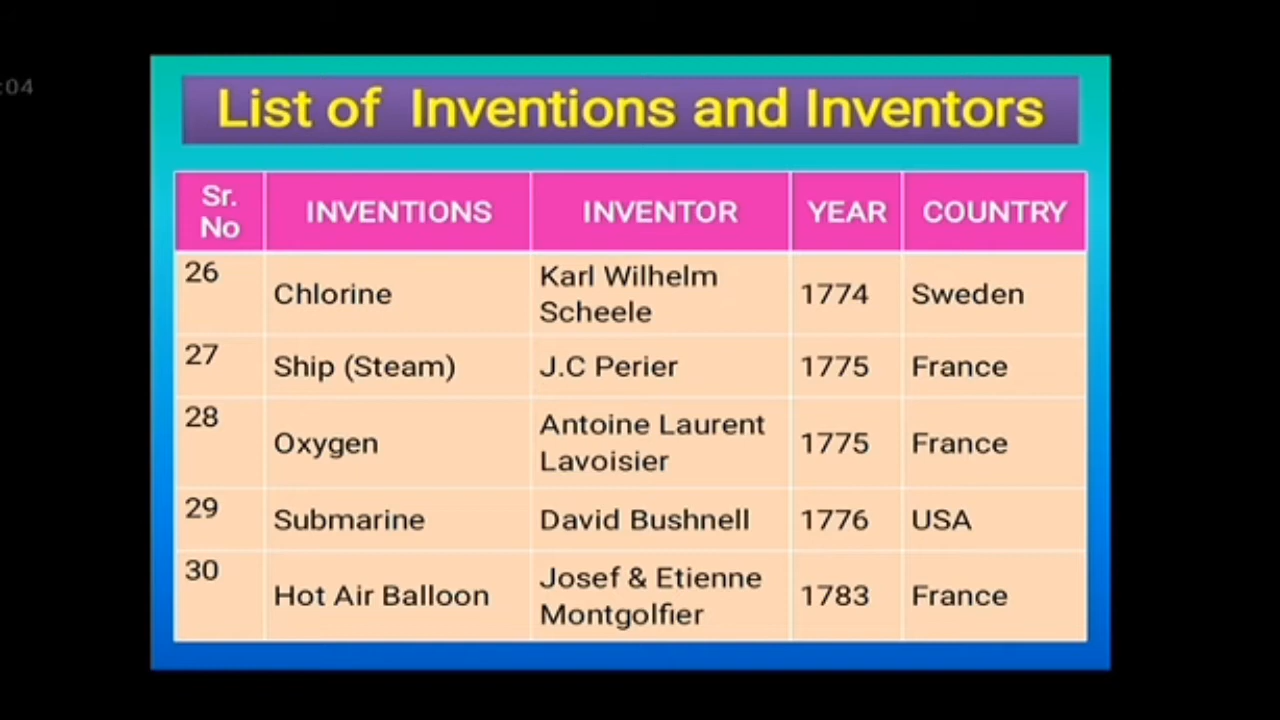 :04
List of Inventions and Inventors
Sr. No INVENTIONS INVENTOR YEAR COUNTRY
26 Chlorine Karl Wilhelm Scheele 1774 Sweden
27 Ship (Steam) J.C Perier 1775 France
28 Oxygen Antoine Laurent Lavoisier 1775 France
29 Submarine David Bushnell 1776 USA
30 Hot Air Balloon Josef & Etienne Montgolfier 1783 France